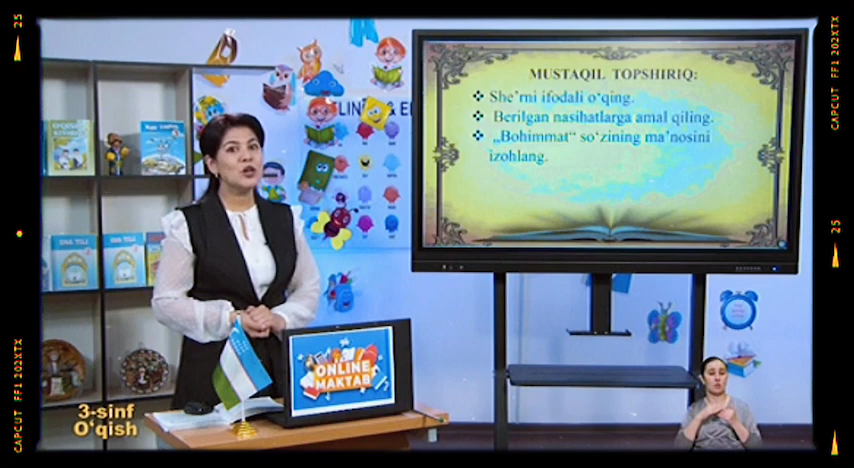 25
25
CAPCUT FF1 202XTX
CAPCUT FF1 202XTX
MUSTAQIL TOPSHIRIQ:
❖ She’rni ifodali o‘qing.
❖ Berilgan nasihatlarga amal qiling.
❖ „Bohimmat“ so‘zining ma’nosini
izohlang.
ONA TILI
ONA TILI
ONLINE
MAKTAB
3-sinf
O‘qish